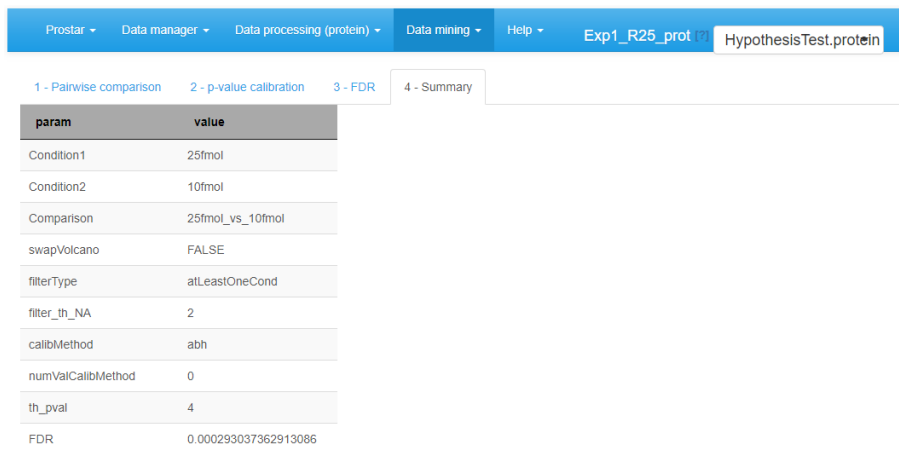 Prostar Data manager Data processing (protein) Data mining Help Exp1_R25_prot [?] HypothesisTest.protein
1 - Pairwise comparison 2 - p-value calibration 3 - FDR 4 - Summary
param value
Condition1 25fmol
Condition2 10fmol
Comparison 25fmol_vs_10fmol
swapVolcano FALSE
filterType atLeastOneCond
filter_th_NA 2
calibMethod abh
numValCalibMethod 0
th_pval 4
FDR 0.000293037362913086